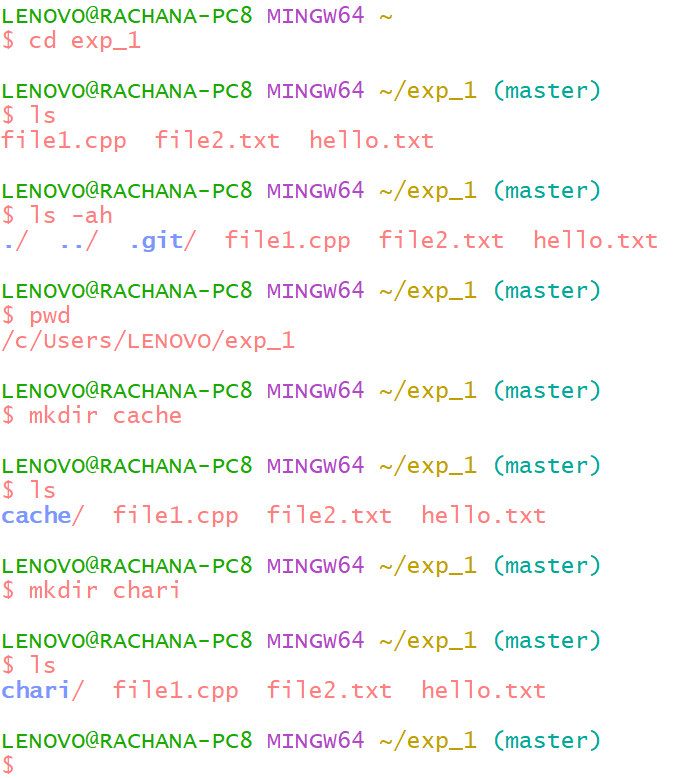 LENOVO@RACHANA-PC8 MINGW64 ~
$ cd exp_1

LENOVO@RACHANA-PC8 MINGW64 ~/exp_1 (master)
$ ls
file1.cpp  file2.txt  hello.txt

LENOVO@RACHANA-PC8 MINGW64 ~/exp_1 (master)
$ ls -ah
./  ../  .git/  file1.cpp  file2.txt  hello.txt

LENOVO@RACHANA-PC8 MINGW64 ~/exp_1 (master)
$ pwd
/c/Users/LENOVO/exp_1

LENOVO@RACHANA-PC8 MINGW64 ~/exp_1 (master)
$ mkdir cache

LENOVO@RACHANA-PC8 MINGW64 ~/exp_1 (master)
$ ls
cache/  file1.cpp  file2.txt  hello.txt

LENOVO@RACHANA-PC8 MINGW64 ~/exp_1 (master)
$ mkdir chari

LENOVO@RACHANA-PC8 MINGW64 ~/exp_1 (master)
$ ls
chari/  file1.cpp  file2.txt  hello.txt

LENOVO@RACHANA-PC8 MINGW64 ~/exp_1 (master)
$